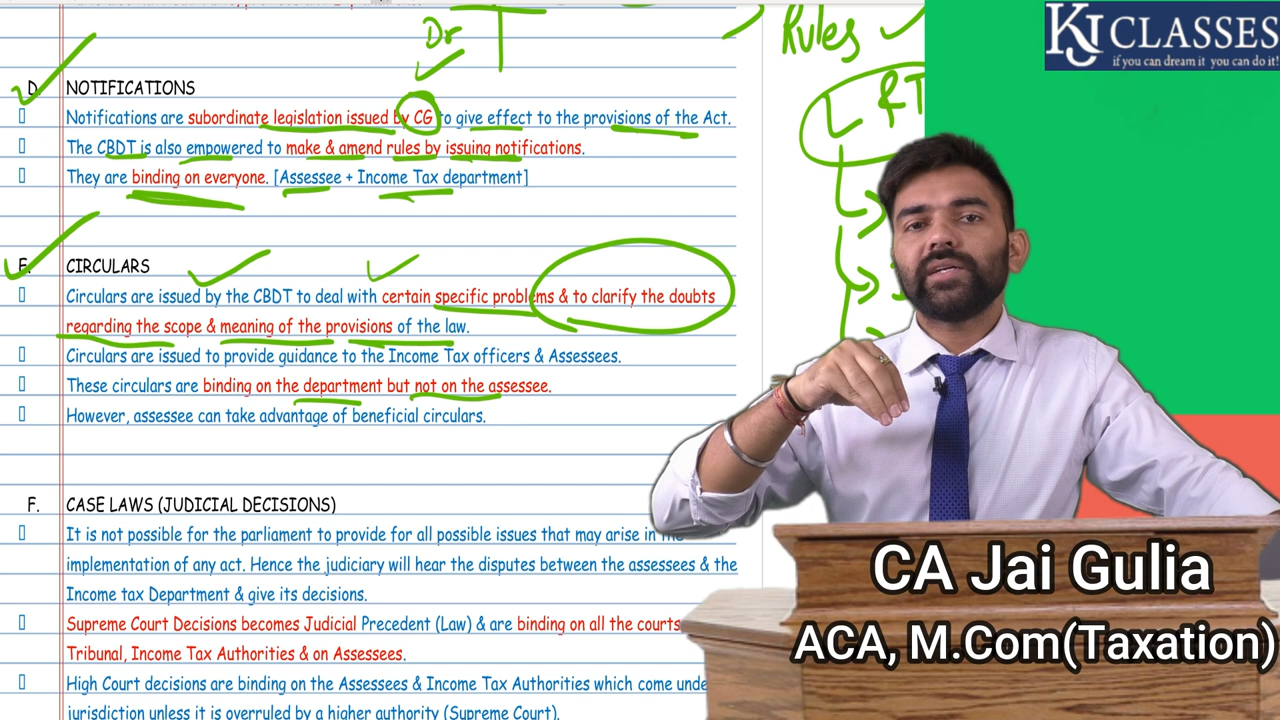 Dr
Rules
KJ CLASSES
if you can dream it you can do it!
D. NOTIFICATIONS
Notifications are subordinate legislation issued by CG to give effect to the provisions of the Act.
The CBDT is also empowered to make & amend rules by issuing notifications.
They are binding on everyone. [Assessee + Income Tax department]
E. CIRCULARS
Circulars are issued by the CBDT to deal with certain specific problems & to clarify the doubts
regarding the scope & meaning of the provisions of the law.
Circulars are issued to provide guidance to the Income Tax officers & Assessees.
These circulars are binding on the department but not on the assessee.
However, assessee can take advantage of beneficial circulars.
F. CASE LAWS (JUDICIAL DECISIONS)
It is not possible for the parliament to provide for all possible issues that may arise in the
implementation of any act. Hence the judiciary will hear the disputes between the assessees & the
Income tax Department & give its decisions.
Supreme Court Decisions becomes Judicial Precedent (Law) & are binding on all the courts
Tribunal, Income Tax Authorities & on Assessees.
High Court decisions are binding on the Assessees & Income Tax Authorities which come unde
jurisdiction unless it is overruled by a higher authority (Supreme Court).
CA Jai Gulia
ACA, M.Com(Taxation)